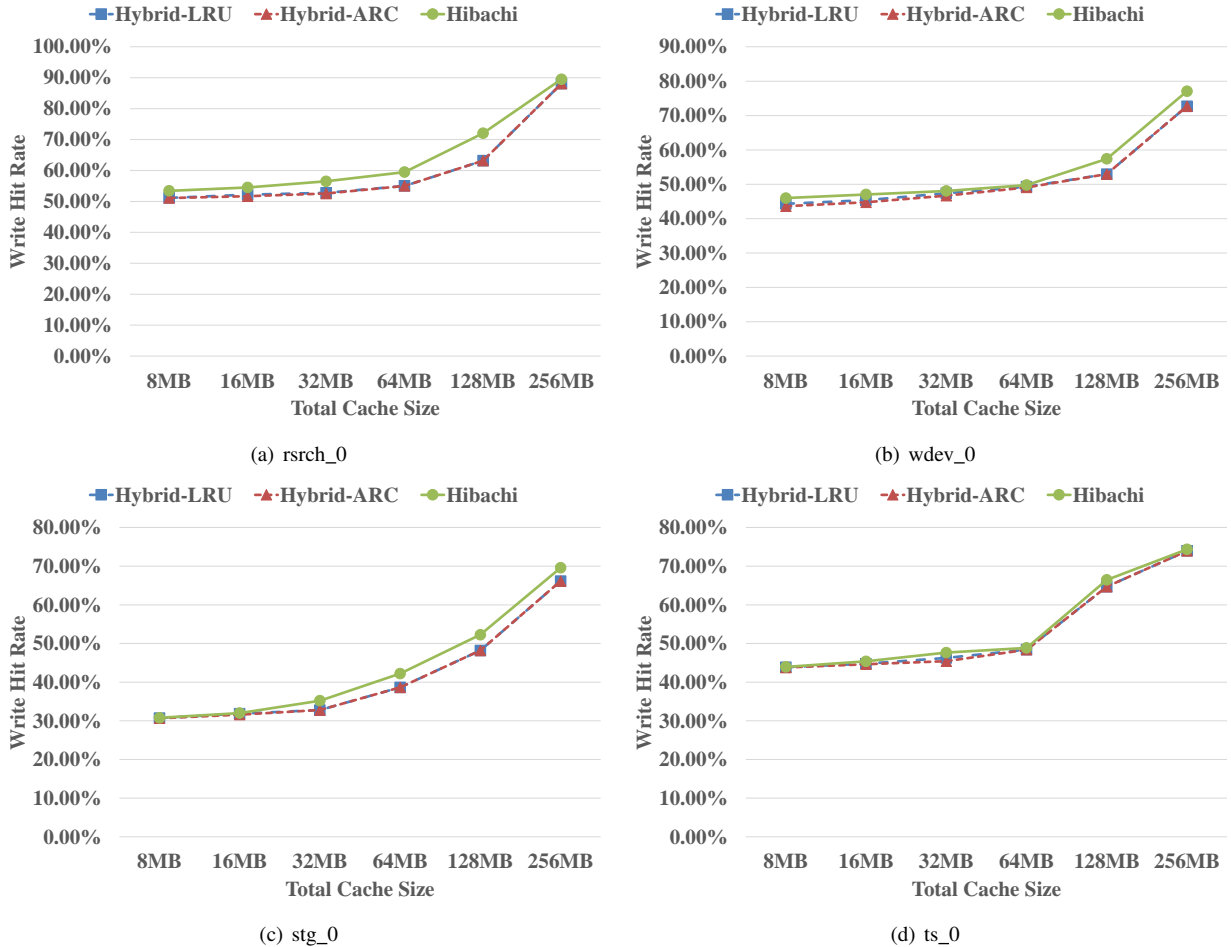 Hybrid-LRU Hybrid-ARC Hibachi
Write Hit Rate
100.00%
90.00%
80.00%
70.00%
60.00%
50.00%
40.00%
30.00%
20.00%
10.00%
0.00%
8MB 16MB 32MB 64MB 128MB 256MB
Total Cache Size
(a) rsrch_0
Hybrid-LRU Hybrid-ARC Hibachi
Write Hit Rate
90.00%
80.00%
70.00%
60.00%
50.00%
40.00%
30.00%
20.00%
10.00%
0.00%
8MB 16MB 32MB 64MB 128MB 256MB
Total Cache Size
(b) wdev_0
Hybrid-LRU Hybrid-ARC Hibachi
Write Hit Rate
80.00%
70.00%
60.00%
50.00%
40.00%
30.00%
20.00%
10.00%
0.00%
8MB 16MB 32MB 64MB 128MB 256MB
Total Cache Size
(c) stg_0
Hybrid-LRU Hybrid-ARC Hibachi
Write Hit Rate
80.00%
70.00%
60.00%
50.00%
40.00%
30.00%
20.00%
10.00%
0.00%
8MB 16MB 32MB 64MB 128MB 256MB
Total Cache Size
(d) ts_0